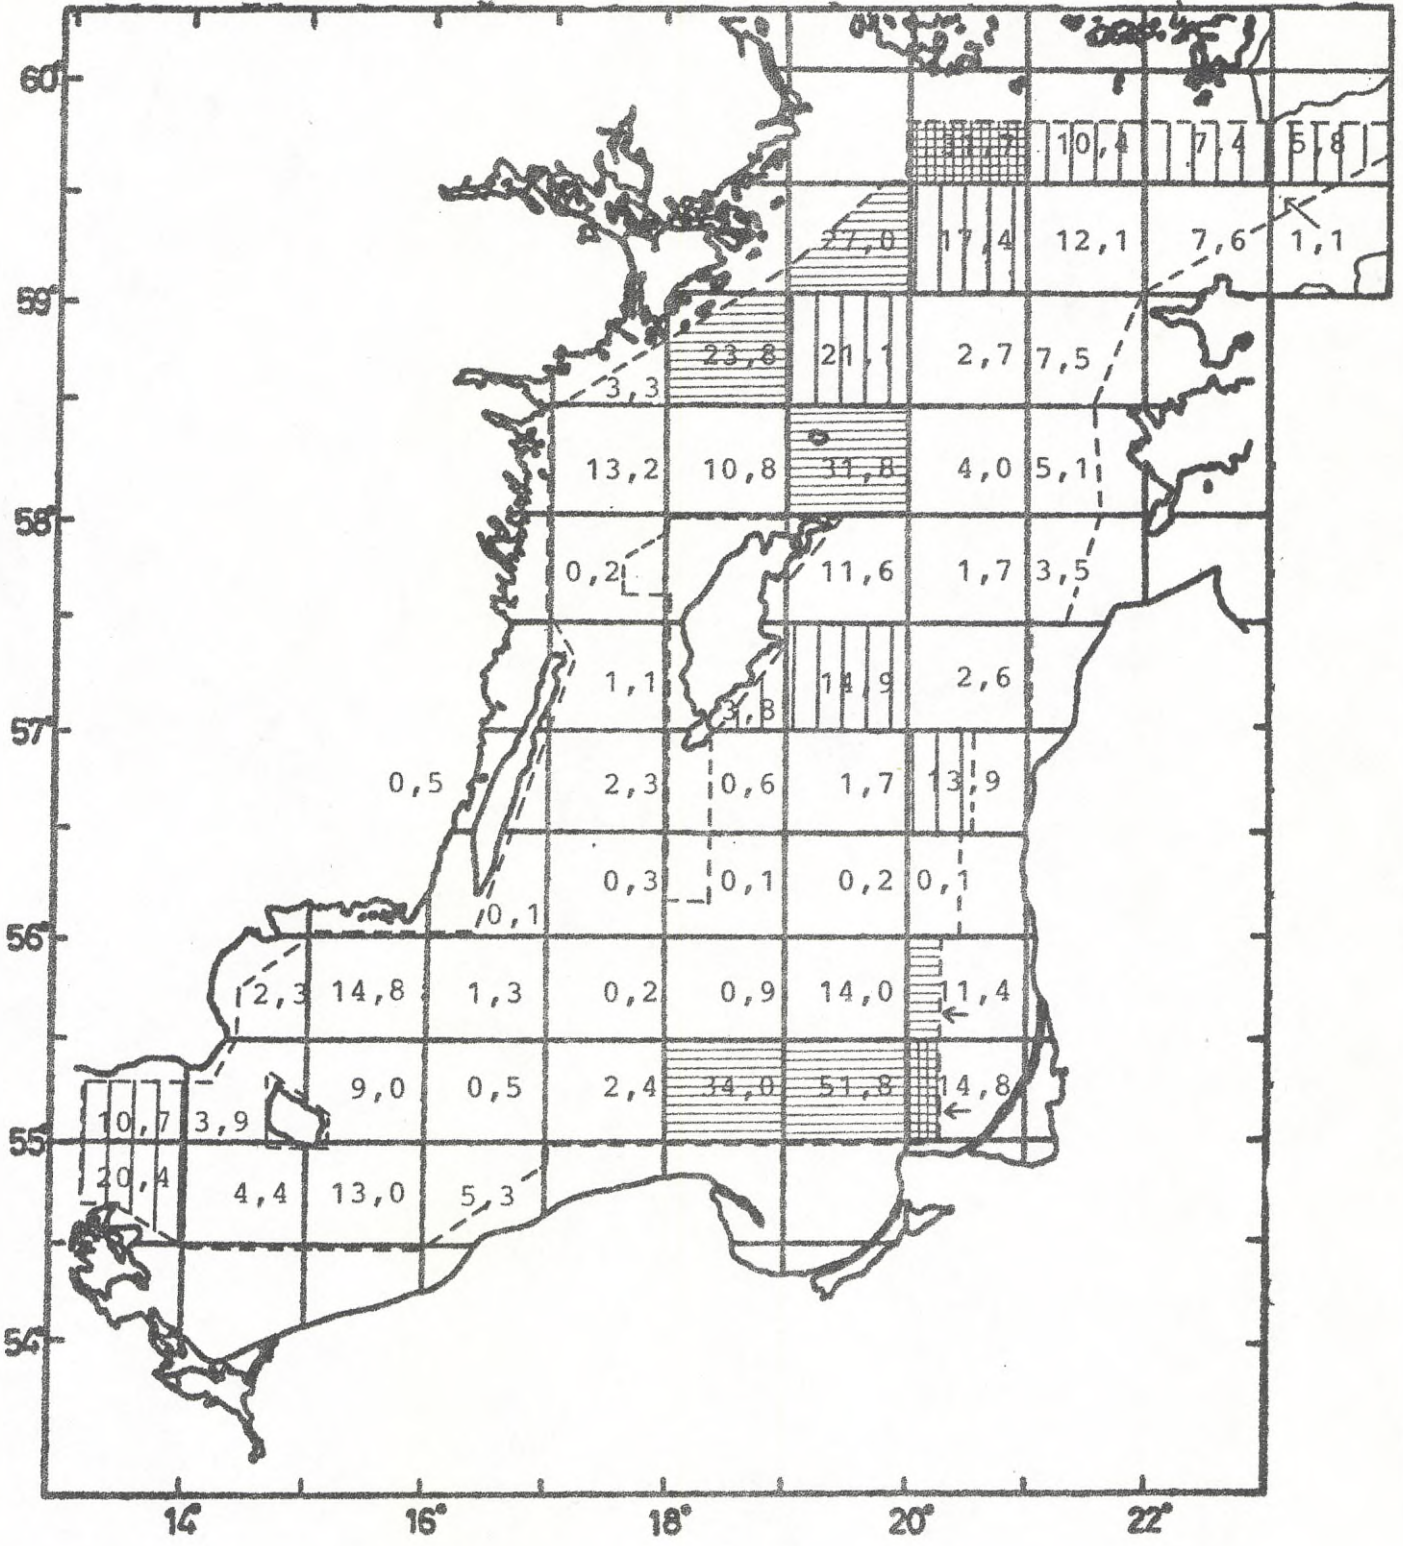 60°
31,7 10,4 7,4 5,8
27,0 17,4 12,1 7,6 1,1
59°
23,8 21,1 2,7 7,5
3,3
13,2 10,8 31,8 4,0 5,1
58°
0,2 11,6 1,7 3,5
1,1 14,9 2,6
3,8
57°
0,5 2,3 0,6 1,7 13,9
0,3 0,1 0,2 0,1
0,1
56°
2,3 14,8 1,3 0,2 0,9 14,0 11,4
9,0 0,5 2,4 34,0 51,8 14,8
10,7 3,9
55°
20,4 4,4 13,0 5,3
54°
14° 16° 18° 20° 22°